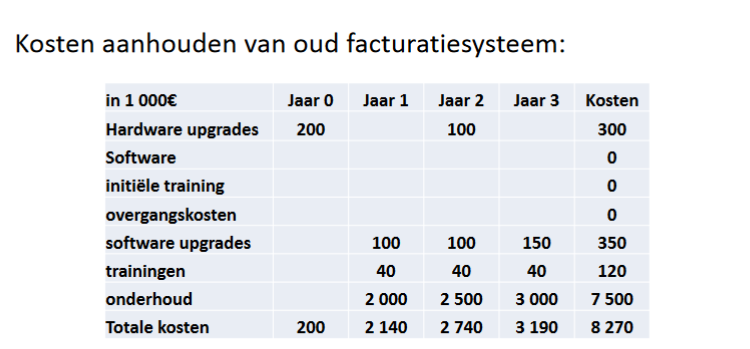 Kosten aanhouden van oud facturatiesysteem:
in 1 000€ Jaar 0 Jaar 1 Jaar 2 Jaar 3 Kosten
Hardware upgrades 200 100 300
Software 0
initiële training 0
overgangskosten 0
software upgrades 100 100 150 350
trainingen 40 40 40 120
onderhoud 2 000 2 500 3 000 7 500
Totale kosten 200 2 140 2 740 3 190 8 270